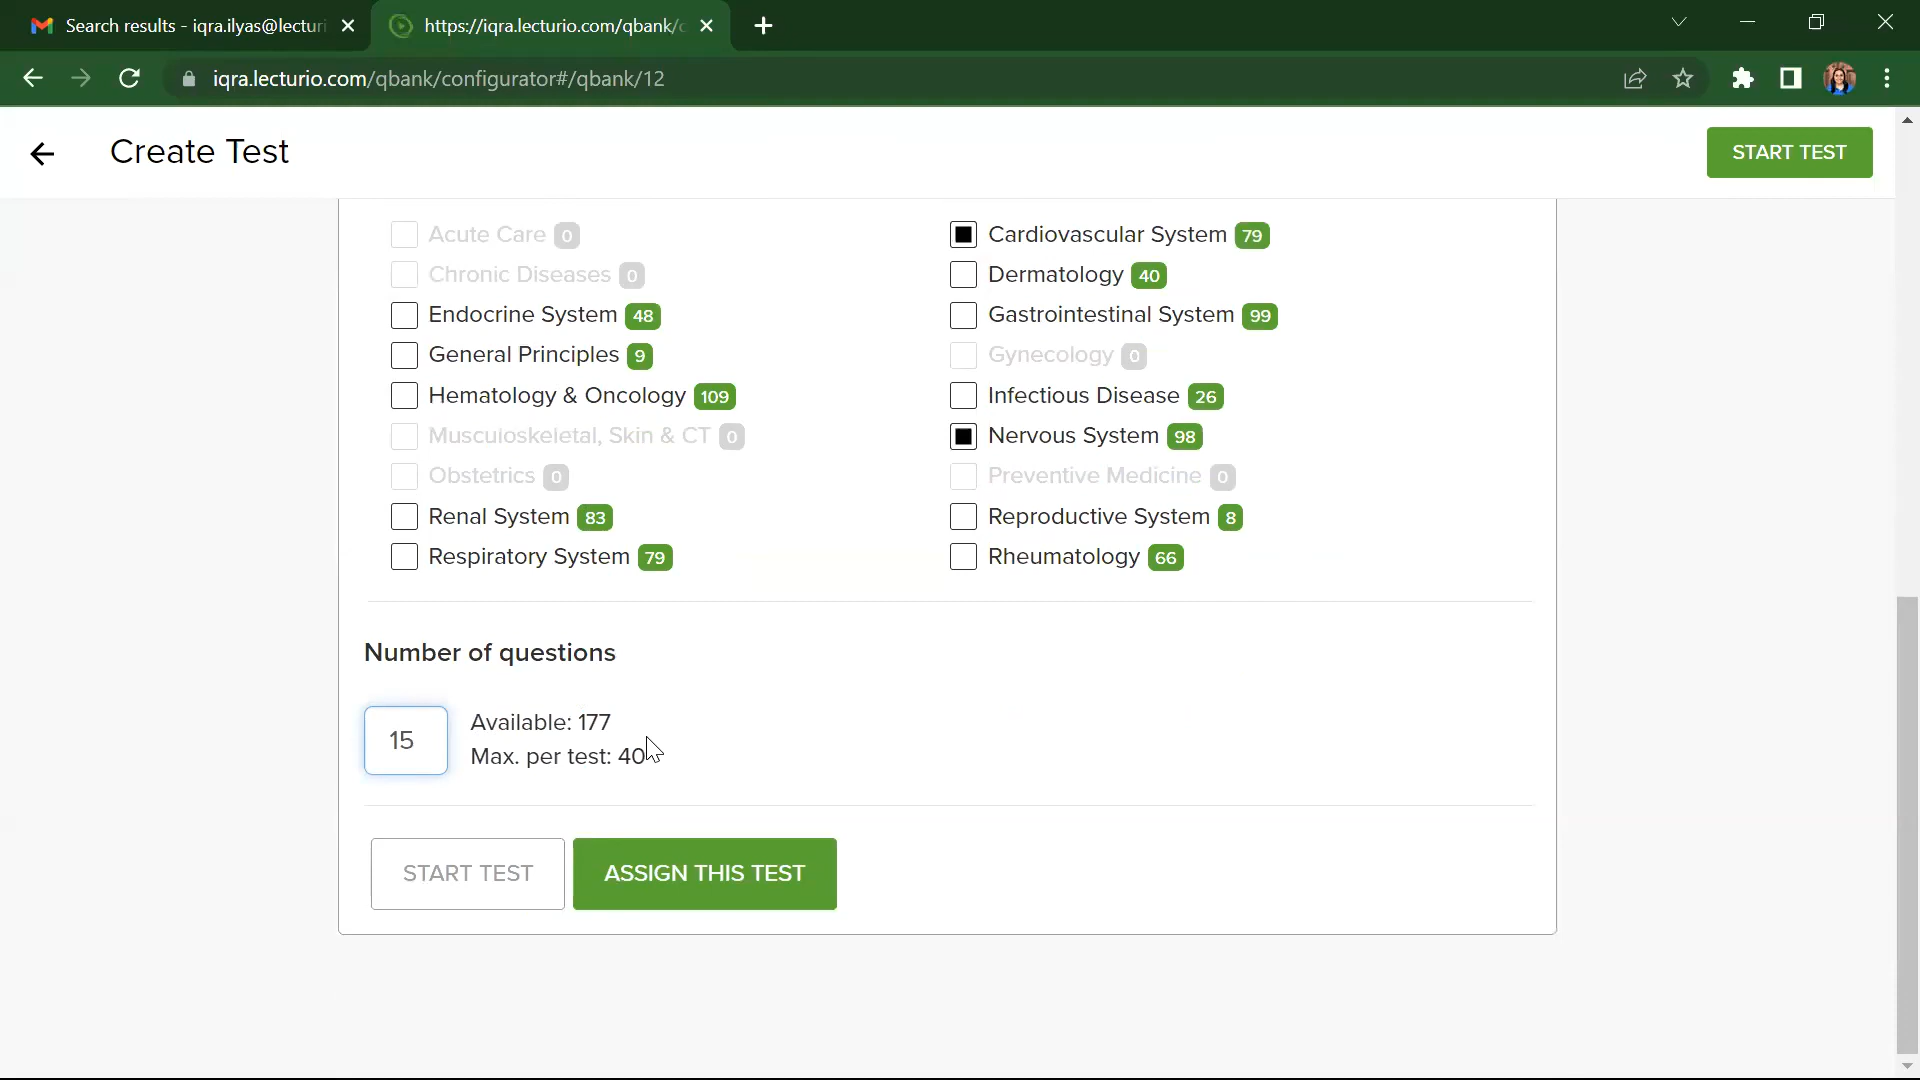 Search results - iqra.ilyas@lecturi
https://iqra.lecturio.com/qbank/c
iqra.lecturio.com/qbank/configurator#/qbank/12
Create Test
START TEST
Acute Care 0
Cardiovascular System 79
Chronic Diseases 0
Dermatology 40
Endocrine System 48
Gastrointestinal System 99
General Principles 9
Gynecology 0
Hematology & Oncology 109
Infectious Disease 26
Musculoskeletal, Skin & CT 0
Nervous System 98
Obstetrics 0
Preventive Medicine 0
Renal System 83
Reproductive System 8
Respiratory System 79
Rheumatology 66
Number of questions
15
Available: 177
Max. per test: 40
START TEST
ASSIGN THIS TEST